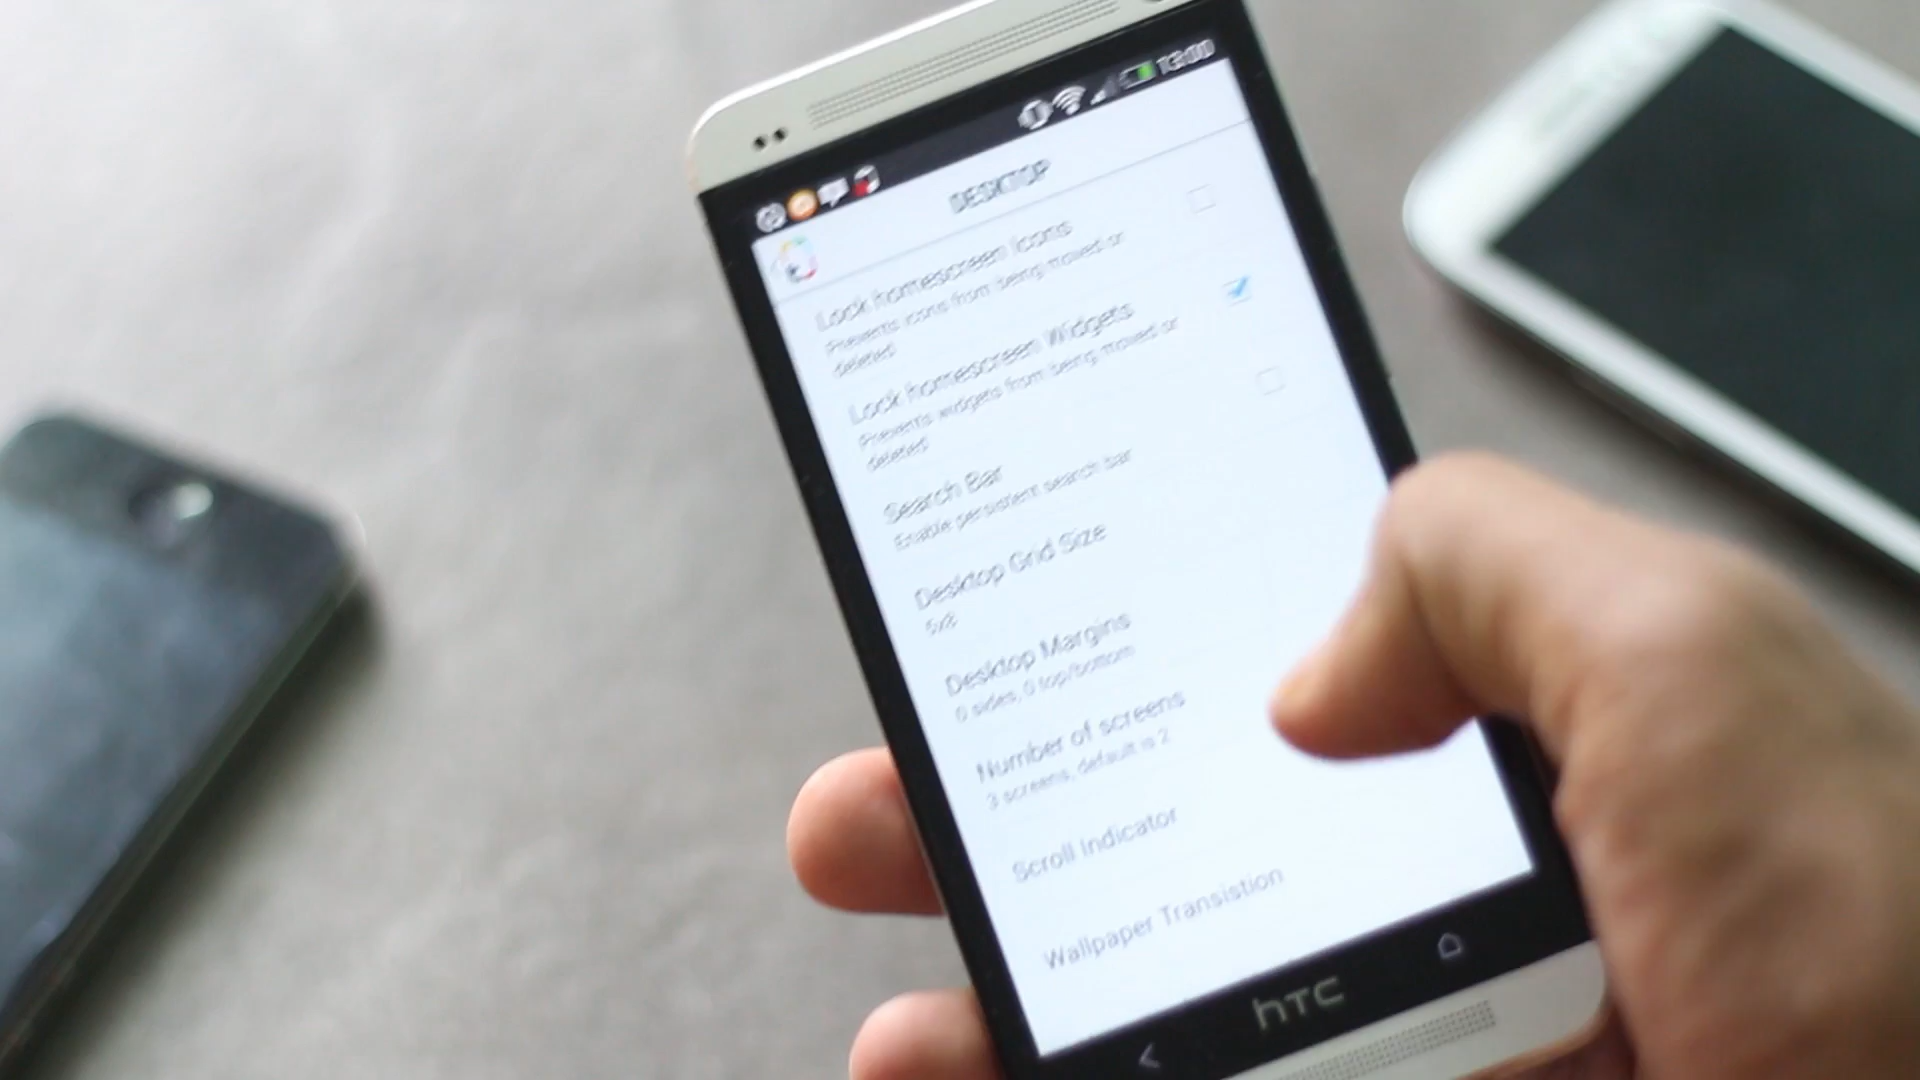 13:00
DESKTOP
Lock homescreen Icons
Prevents icons from being moved or
deleted
Lock homescreen Widgets
Prevents widgets from being moved or
deleted
Search Bar
Enable persistent search bar
Desktop Grid Size
Desktop Margins
0 sides, 0 top/bottom
Number of screens
3 screens, default is 2
Scroll Indicator
Wallpaper Transistion
hTC